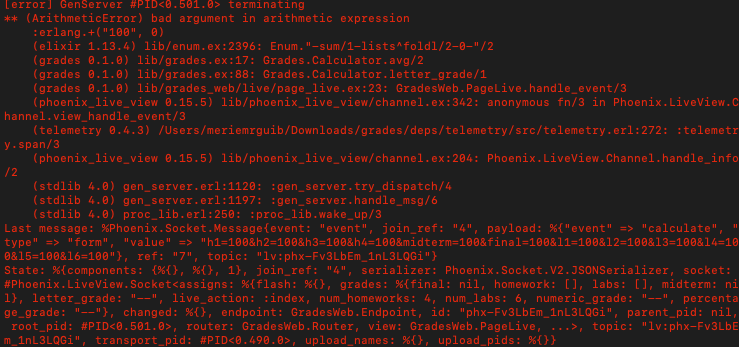 [error] GenServer #PID<0.501.0> terminating
** (ArithmeticError) bad argument in arithmetic expression
    :erlang.+("100", 0)
    (elixir 1.13.4) lib/enum.ex:2396: Enum."-sum/1-lists^foldl/2-0-"/2
    (grades 0.1.0) lib/grades.ex:17: Grades.Calculator.avg/2
    (grades 0.1.0) lib/grades.ex:88: Grades.Calculator.letter_grade/1
    (grades 0.1.0) lib/grades_web/live/page_live.ex:23: GradesWeb.PageLive.handle_event/3
    (phoenix_live_view 0.15.5) lib/phoenix_live_view/channel.ex:342: anonymous fn/3 in Phoenix.LiveView.C
hannel.view_handle_event/3
    (telemetry 0.4.3) /Users/meriemrguib/Downloads/grades/deps/telemetry/src/telemetry.erl:272: :telemetr
y.span/3
    (phoenix_live_view 0.15.5) lib/phoenix_live_view/channel.ex:204: Phoenix.LiveView.Channel.handle_info
/2
    (stdlib 4.0) gen_server.erl:1120: :gen_server.try_dispatch/4
    (stdlib 4.0) gen_server.erl:1197: :gen_server.handle_msg/6
    (stdlib 4.0) proc_lib.erl:250: :proc_lib.wake_up/3
Last message: %Phoenix.Socket.Message{event: "event", join_ref: "4", payload: %{"event" => "calculate", "
type" => "form", "value" => "h1=100&h2=100&h3=100&h4=100&midterm=100&final=100&l1=100&l2=100&l3=100&l4=10
0&l5=100&l6=100"}, ref: "7", topic: "lv:phx-Fv3LbEm_1nL3LQGi"}
State: %{components: {%{}, %{}, 1}, join_ref: "4", serializer: Phoenix.Socket.V2.JSONSerializer, socket:
#Phoenix.LiveView.Socket<assigns: %{flash: %{}, grades: %{final: nil, homework: [], labs: [], midterm: ni
l}, letter_grade: "--", live_action: :index, num_homeworks: 4, num_labs: 6, numeric_grade: "--", percenta
ge_grade: "--"}, changed: %{}, endpoint: GradesWeb.Endpoint, id: "phx-Fv3LbEm_1nL3LQGi", parent_pid: nil,
 root_pid: #PID<0.501.0>, router: GradesWeb.Router, view: GradesWeb.PageLive, ...>, topic: "lv:phx-Fv3LbE
m_1nL3LQGi", transport_pid: #PID<0.490.0>, upload_names: %{}, upload_pids: %{}}